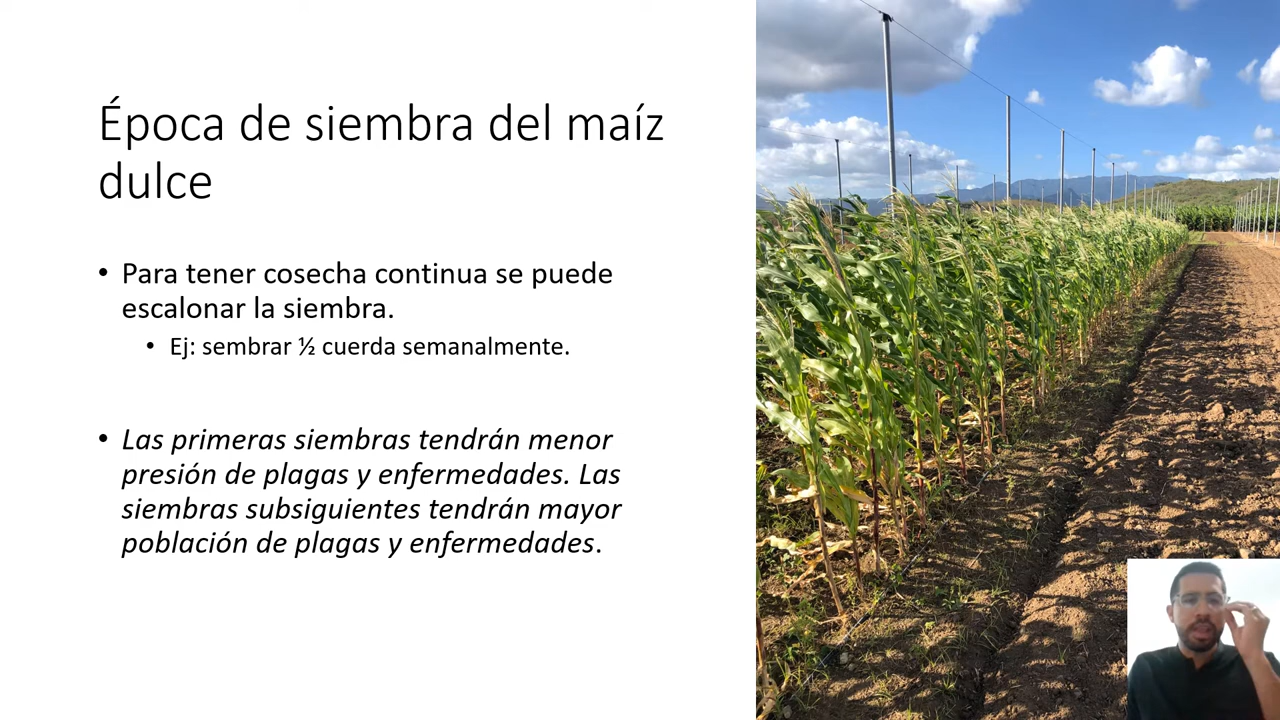 Época de siembra del maíz
dulce
• Para tener cosecha continua se puede
escalonar la siembra.
• Ej: sembrar ½ cuerda semanalmente.
• Las primeras siembras tendrán menor
presión de plagas y enfermedades. Las
siembras subsiguientes tendrán mayor
población de plagas y enfermedades.